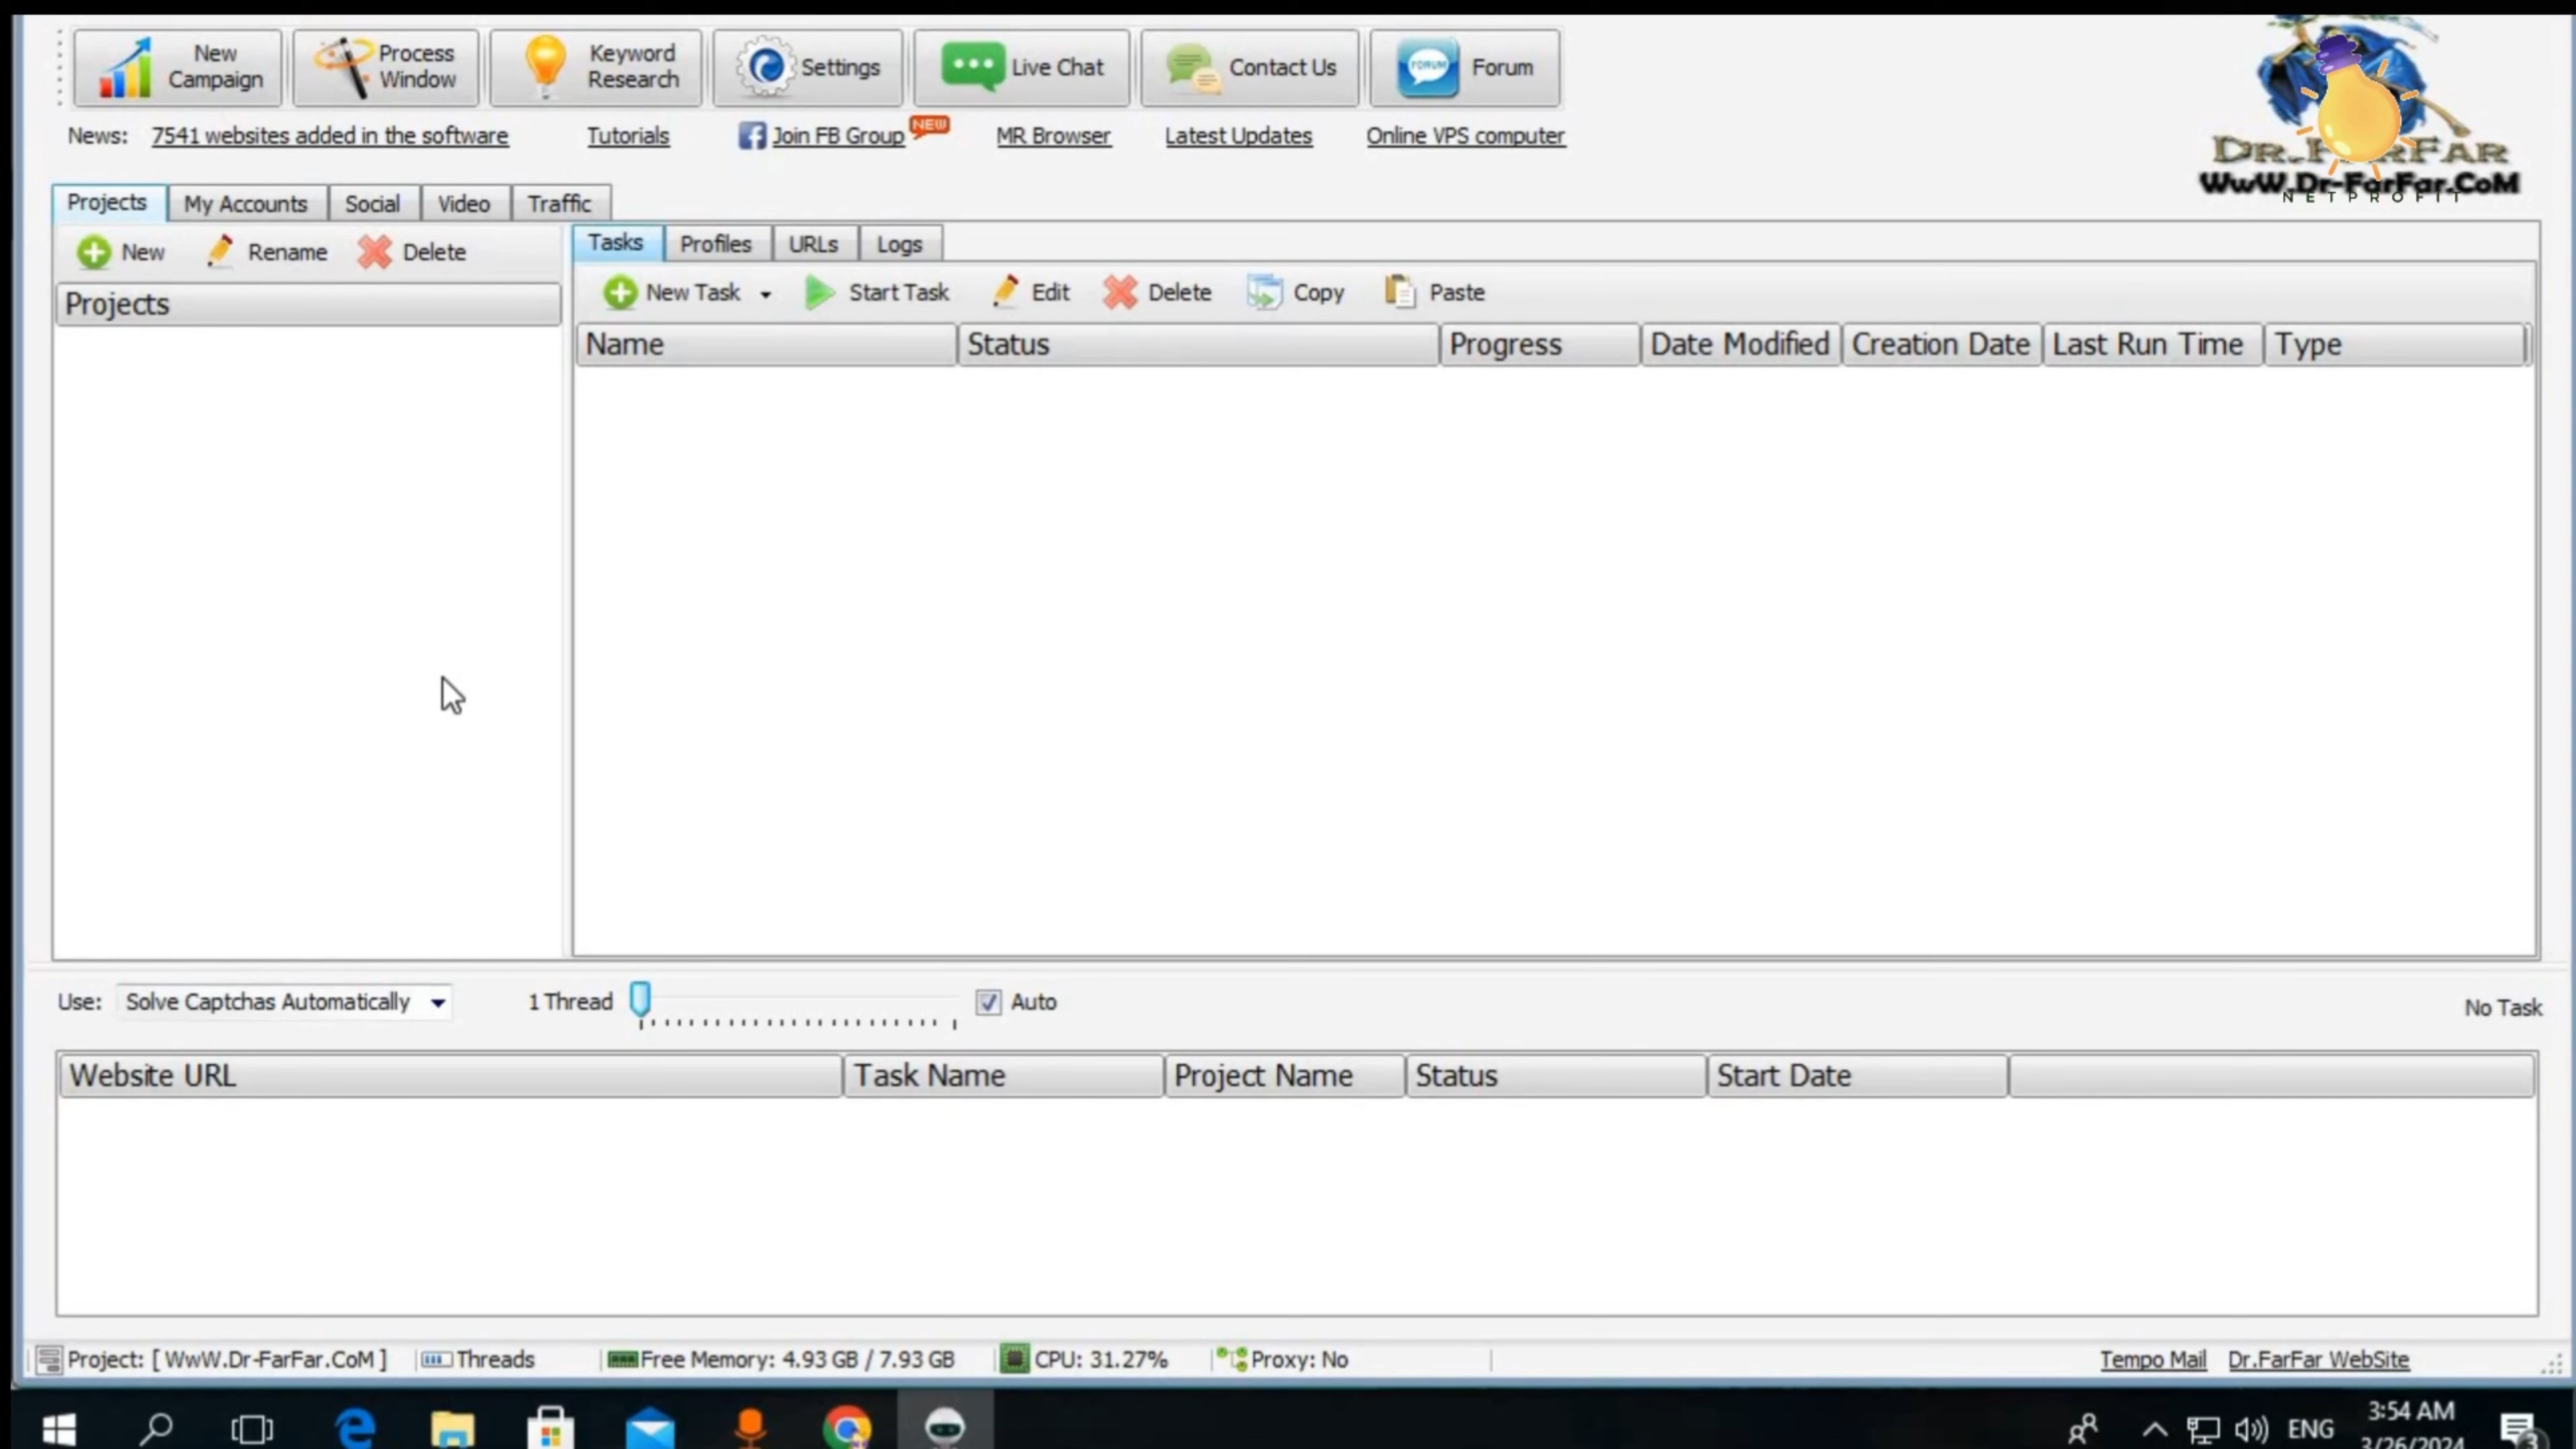 New Campaign
Process Window
Keyword Research
Settings
Live Chat
Contact Us
Forum
FORUM
News: 7541 websites added in the software
Tutorials
Join FB Group NEW
MR Browser
Latest Updates
Online VPS computer
DR.FARFAR
WwW.Dr-FarFar.CoM
NETPROFIT
Projects
My Accounts
Social
Video
Traffic
New
Rename
Delete
Projects
Tasks
Profiles
URLs
Logs
New Task
Start Task
Edit
Delete
Copy
Paste
Name
Status
Progress
Date Modified
Creation Date
Last Run Time
Type
Use: Solve Captchas Automatically
1 Thread
Auto
No Task
Website URL
Task Name
Project Name
Status
Start Date
Project: [ WwW.Dr-FarFar.CoM ]
Threads
Free Memory: 4.93 GB / 7.93 GB
CPU: 31.27%
Proxy: No
Tempo Mail
Dr.FarFar WebSite
ENG
3:54 AM
3/26/2024
3